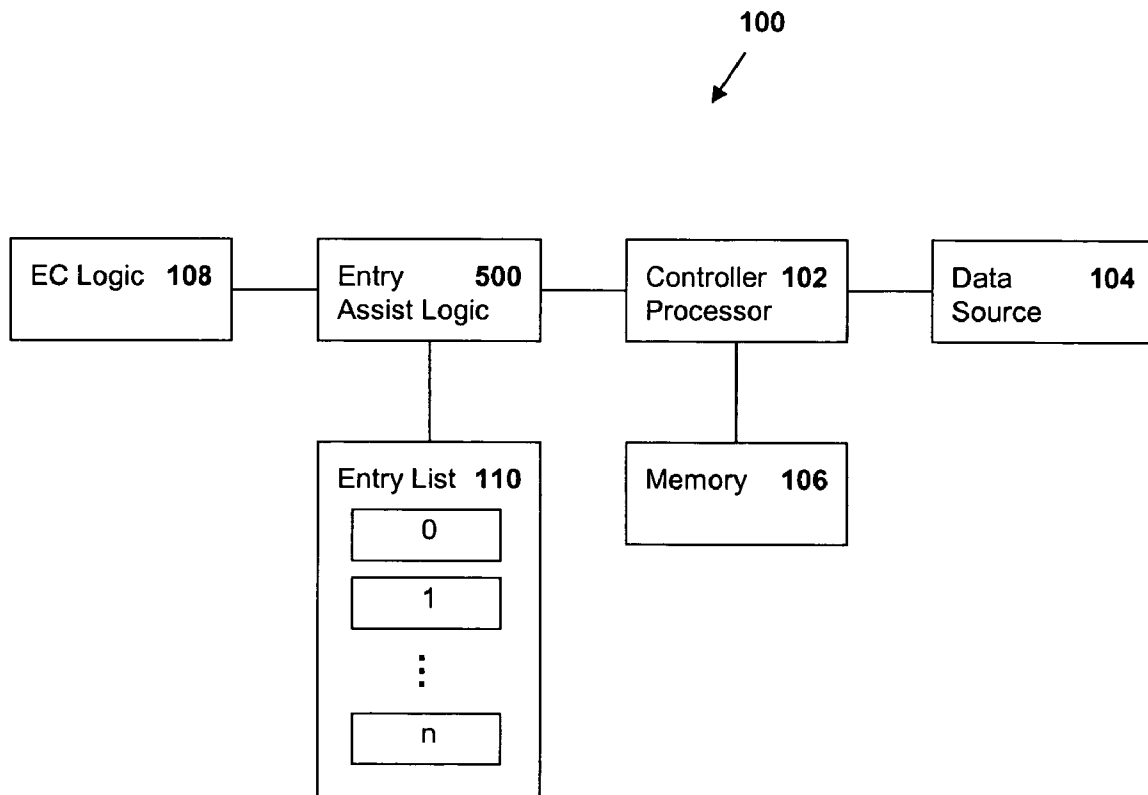 100
EC Logic 108
Entry 500
Assist Logic
Controller 102
Processor
Data 104
Source
Entry List 110
0
1
⋮
n
Memory 106